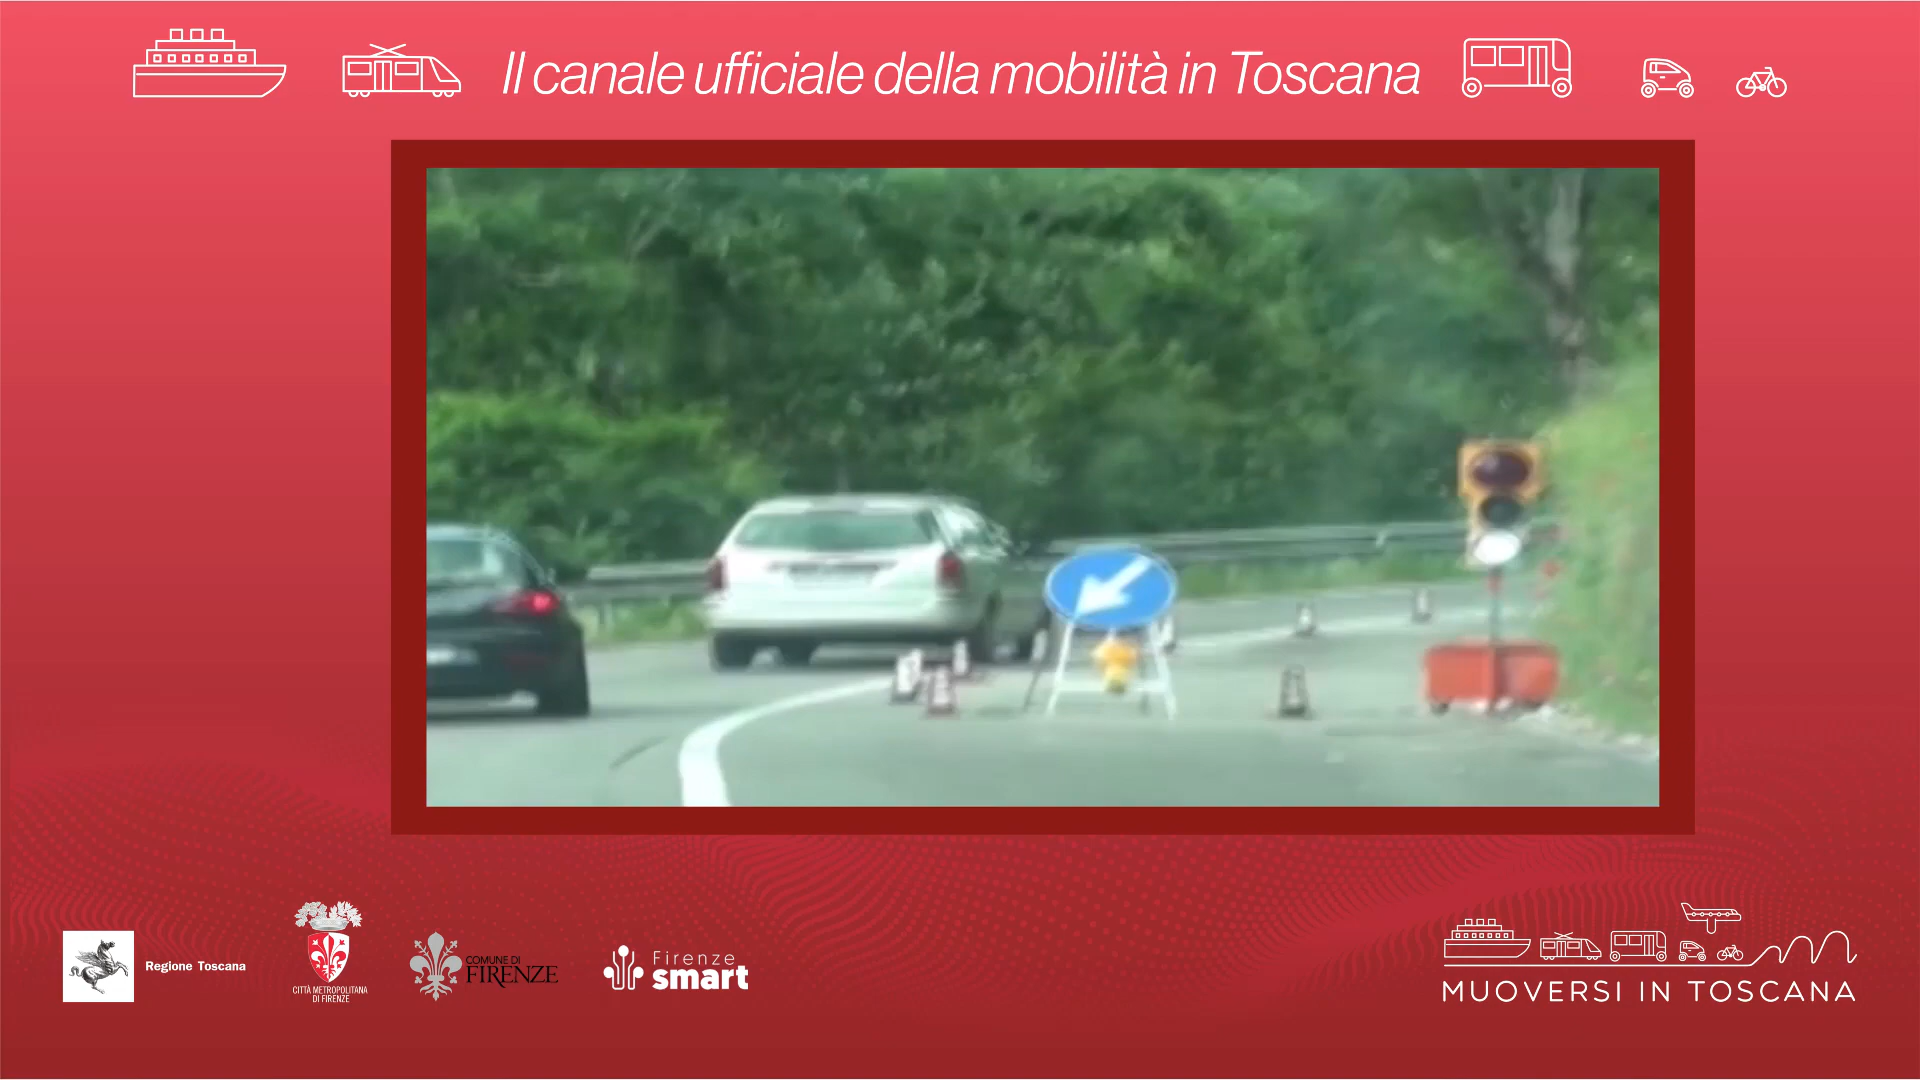 Il canale ufficiale della mobilità in Toscana
Regione Toscana
CITTÀ METROPOLITANA
DI FIRENZE
COMUNE DI
FIRENZE
Firenze
smart
MUOVERSI IN TOSCANA